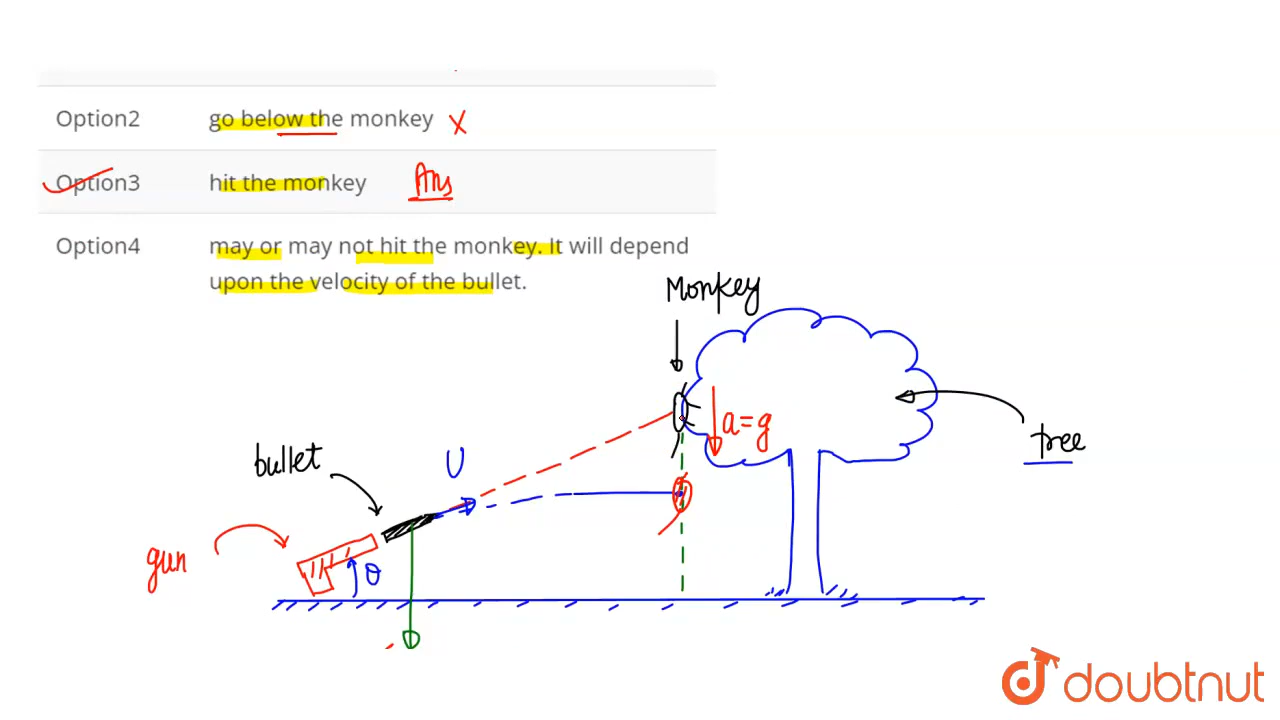 Option2 go below the monkey X
Option3 hit the monkey Ans
Option4 may or may not hit the monkey. It will depend
upon the velocity of the bullet.
Monkey
a=g
tree
bullet U
gun θ
doubtnut